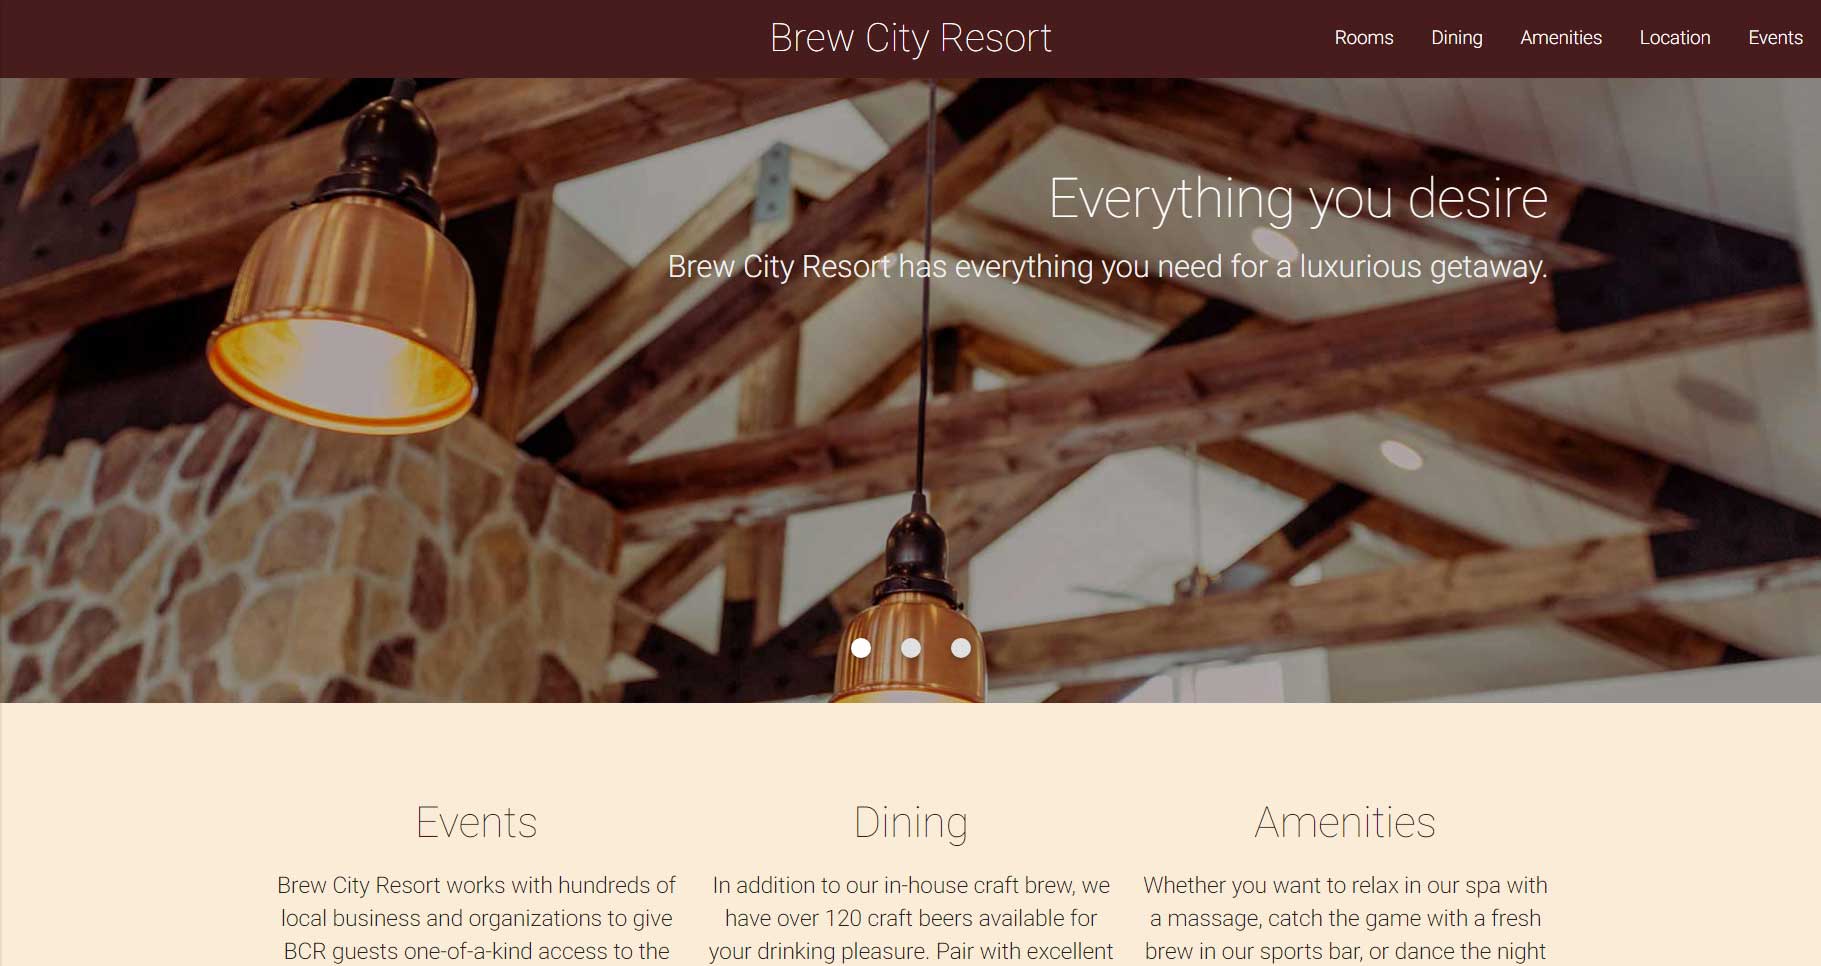 Brew City Resort
Rooms Dining Amenities Location Events
Everything you desire
Brew City Resort has everything you need for a luxurious getaway.
Events
Brew City Resort works with hundreds of
local business and organizations to give
BCR guests one-of-a-kind access to the
Dining
In addition to our in-house craft brew, we
have over 120 craft beers available for
your drinking pleasure. Pair with excellent
Amenities
Whether you want to relax in our spa with
a massage, catch the game with a fresh
brew in our sports bar, or dance the night